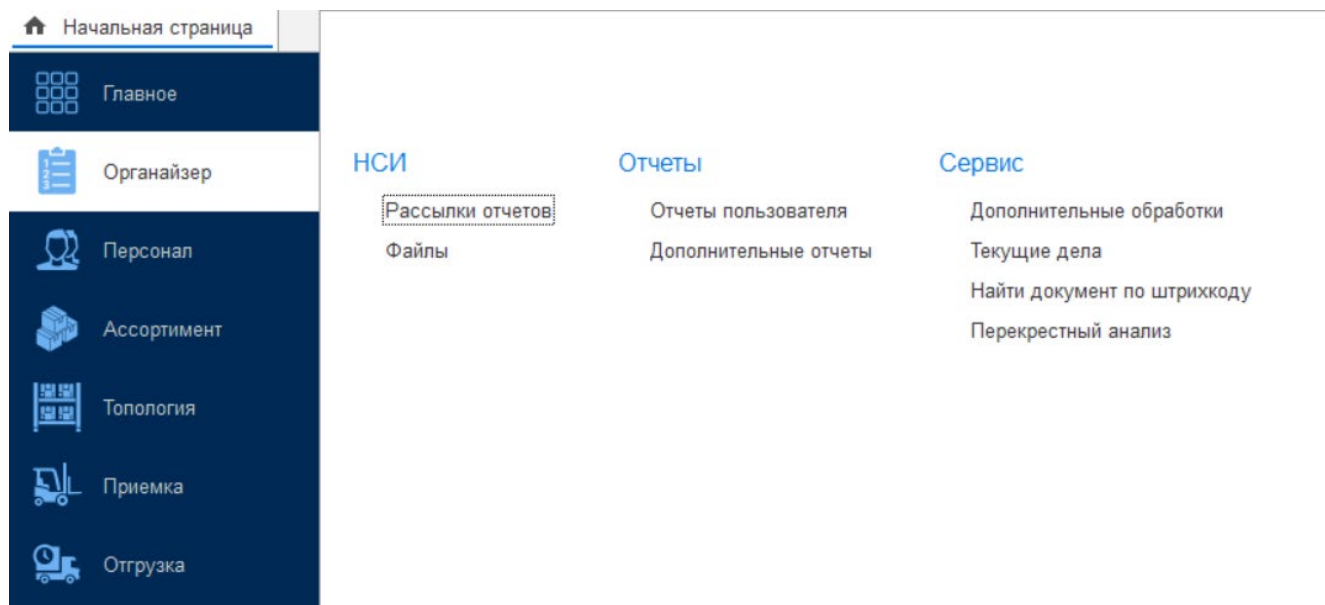 Начальная страница
Главное
Органайзер
Персонал
Ассортимент
Топология
Приемка
Отгрузка
НСИ
Рассылки отчетов
Файлы
Отчеты
Отчеты пользователя
Дополнительные отчеты
Сервис
Дополнительные обработки
Текущие дела
Найти документ по штрихкоду
Перекрестный анализ